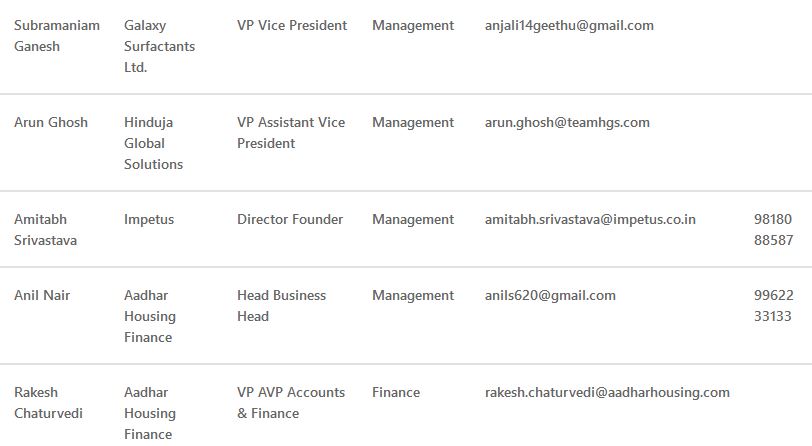 Subramaniam Galaxy VP Vice President Management anjali14geethu@gmail.com
Ganesh Surfactants
Ltd.
Arun Ghosh Hinduja VP Assistant Vice Management arun.ghosh@teamhgs.com
Global President
Solutions
Amitabh Impetus Director Founder Management amitabh.srivastava@impetus.co.in 98180
Srivastava 88587
Anil Nair Aadhar Head Business Management anils620@gmail.com 99622
Housing Head 33133
Finance
Rakesh Aadhar VP AVP Accounts Finance rakesh.chaturvedi@aadharhousing.com
Chaturvedi Housing & Finance
Finance